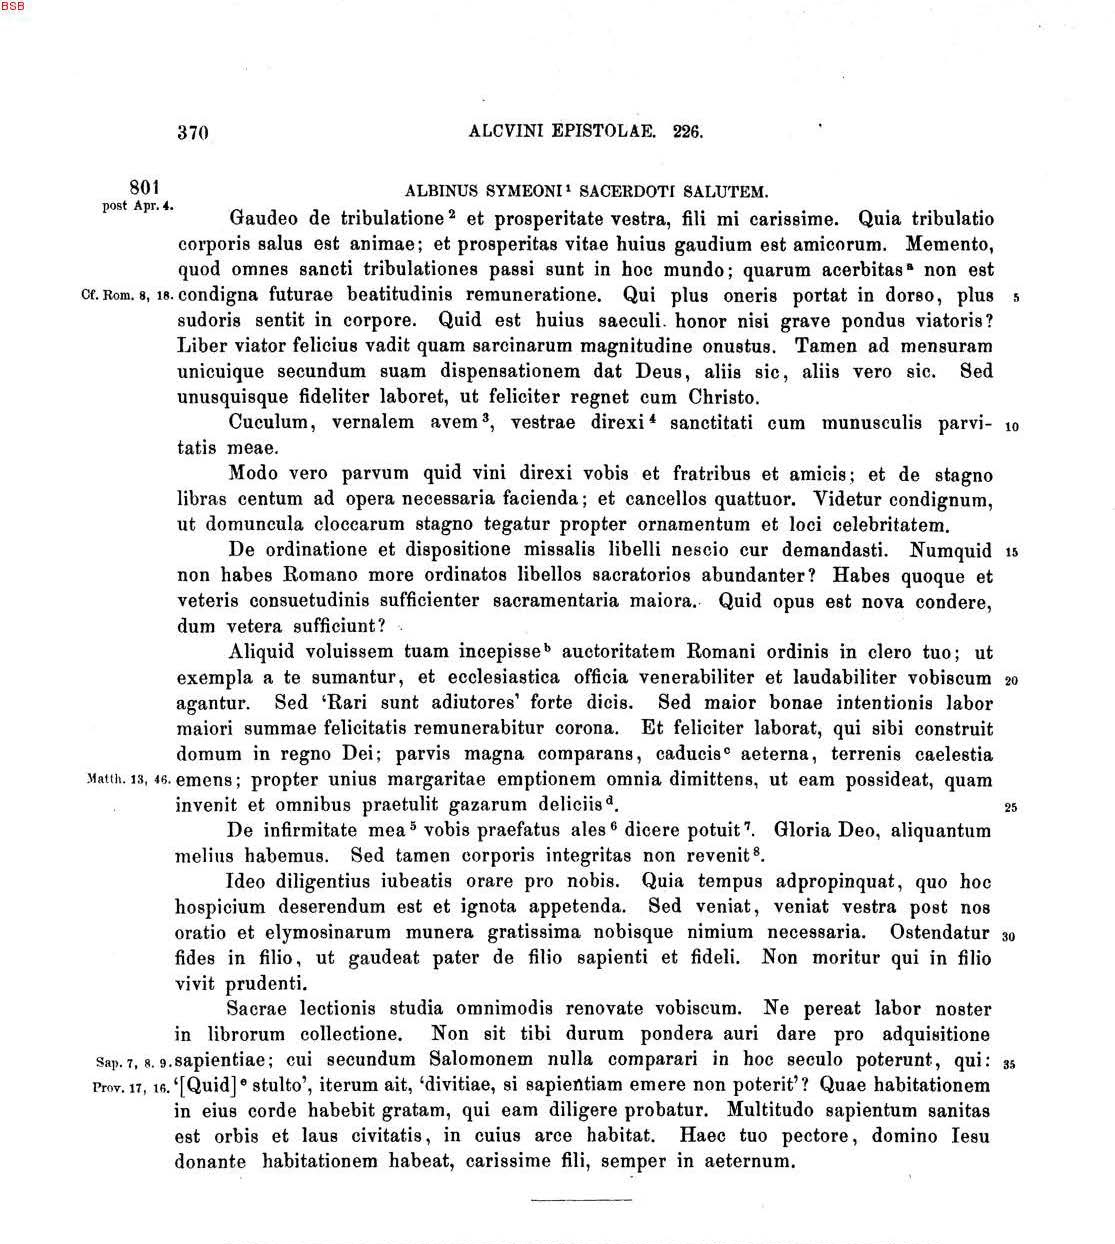 BSB
370 ALCVINI EPISTOLAE. 226.
801 ALBINUS SYMEONI¹ SACERDOTI SALUTEM.
post Apr. 4.
Gaudeo de tribulatione² et prosperitate vestra, fili mi carissime. Quia tribulatio
corporis salus est animae; et prosperitas vitae huius gaudium est amicorum. Memento,
quod omnes sancti tribulationes passi sunt in hoc mundo; quarum acerbitasᵃ non est
Cf. Rom. 8, 18. condigna futurae beatitudinis remuneratione. Qui plus oneris portat in dorso, plus 5
sudoris sentit in corpore. Quid est huius saeculi honor nisi grave pondus viatoris?
Liber viator felicius vadit quam sarcinarum magnitudine onustus. Tamen ad mensuram
unicuique secundum suam dispensationem dat Deus, aliis sic, aliis vero sic. Sed
unusquisque fideliter laboret, ut feliciter regnet cum Christo.
Cuculum, vernalem avem³, vestrae direxi⁴ sanctitati cum munusculis parvi- 10
tatis meae.
Modo vero parvum quid vini direxi vobis et fratribus et amicis; et de stagno
libras centum ad opera necessaria facienda; et cancellos quattuor. Videtur condignum,
ut domuncula cloccarum stagno tegatur propter ornamentum et loci celebritatem.
De ordinatione et dispositione missalis libelli nescio cur demandasti. Numquid 15
non habes Romano more ordinatos libellos sacratorios abundanter? Habes quoque et
veteris consuetudinis sufficienter sacramentaria maiora. Quid opus est nova condere,
dum vetera sufficiunt?
Aliquid voluissem tuam incepisseᵇ auctoritatem Romani ordinis in clero tuo; ut
exempla a te sumantur, et ecclesiastica officia venerabiliter et laudabiliter vobiscum 20
agantur. Sed ‘Rari sunt adiutores’ forte dicis. Sed maior bonae intentionis labor
maiori summae felicitatis remunerabitur corona. Et feliciter laborat, qui sibi construit
domum in regno Dei; parvis magna comparans, caducisᶜ aeterna, terrenis caelestia
Matth. 13, 46. emens; propter unius margaritae emptionem omnia dimittens, ut eam possideat, quam
invenit et omnibus praetulit gazarum deliciisᵈ. 25
De infirmitate mea⁵ vobis praefatus ales⁶ dicere potuit⁷. Gloria Deo, aliquantum
melius habemus. Sed tamen corporis integritas non revenit⁸.
Ideo diligentius iubeatis orare pro nobis. Quia tempus adpropinquat, quo hoc
hospicium deserendum est et ignota appetenda. Sed veniat, veniat vestra post nos
oratio et elymosinarum munera gratissima nobisque nimium necessaria. Ostendatur 30
fides in filio, ut gaudeat pater de filio sapienti et fideli. Non moritur qui in filio
vivit prudenti.
Sacrae lectionis studia omnimodis renovate vobiscum. Ne pereat labor noster
in librorum collectione. Non sit tibi durum pondera auri dare pro adquisitione
Sap. 7, 8. 9. sapientiae; cui secundum Salomonem nulla comparari in hoc seculo poterunt, qui: 35
Prov. 17, 16. ‘[Quid]ᵉ stulto’, iterum ait, ‘divitiae, si sapientiam emere non poterit’? Quae habitationem
in eius corde habebit gratam, qui eam diligere probatur. Multitudo sapientum sanitas
est orbis et laus civitatis, in cuius arce habitat. Haec tuo pectore, domino Iesu
donante habitationem habeat, carissime fili, semper in aeternum.